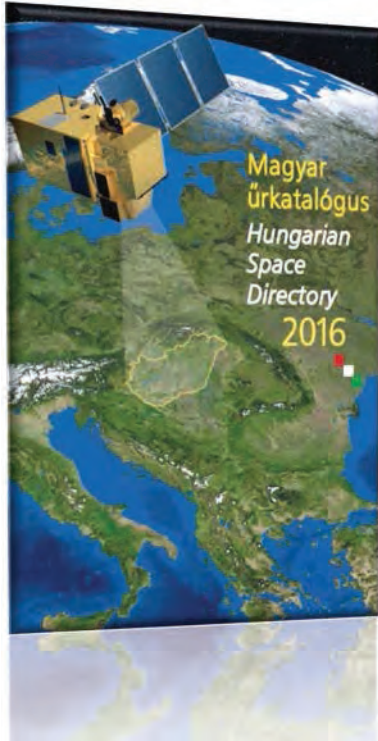 Magyar
űrkatalógus
Hungarian
Space
Directory
2016